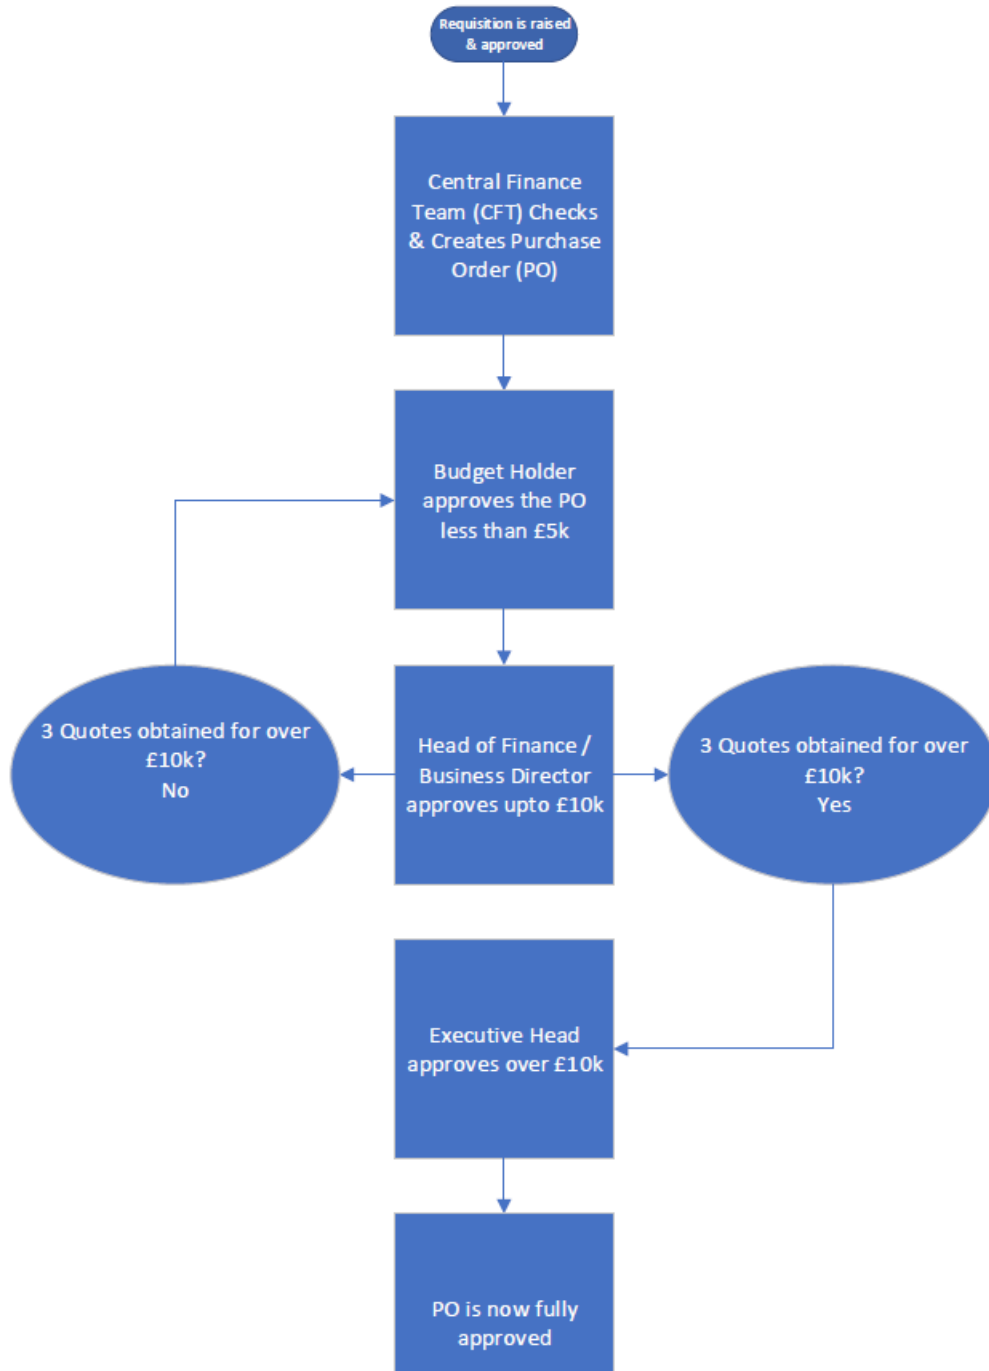 Requisition is raised
& approved
Central Finance
Team (CFT) Checks
& Creates Purchase
Order (PO)
Budget Holder
approves the PO
less than £5k
3 Quotes obtained for over
£10k?
No
Head of Finance /
Business Director
approves upto £10k
3 Quotes obtained for over
£10k?
Yes
Executive Head
approves over £10k
PO is now fully
approved